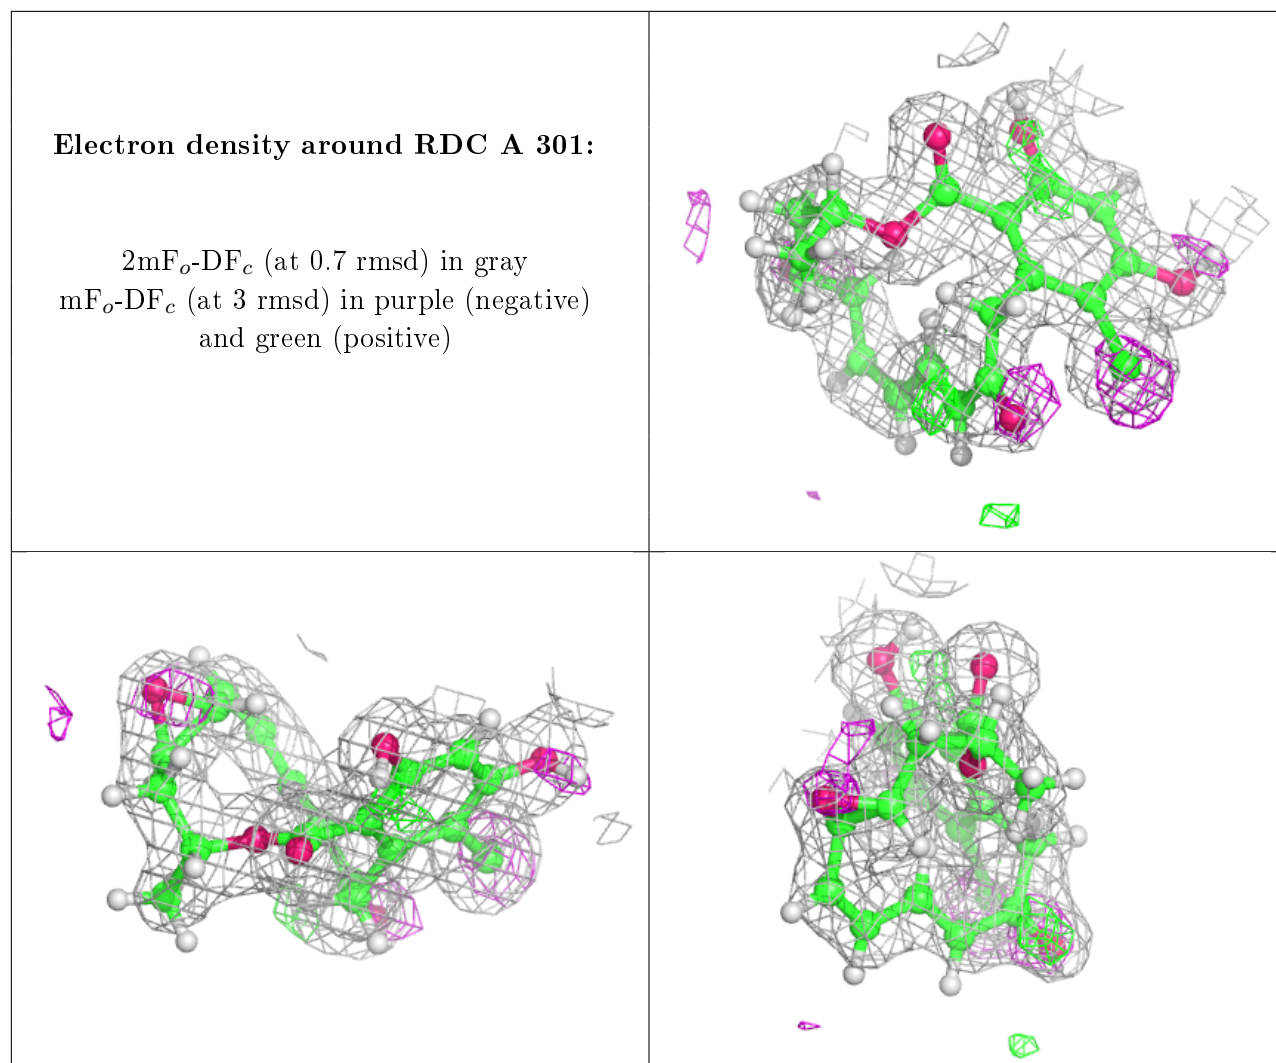 Electron density around RDC A 301:
2mFo-DFc (at 0.7 rmsd) in gray
mFo-DFc (at 3 rmsd) in purple (negative)
and green (positive)